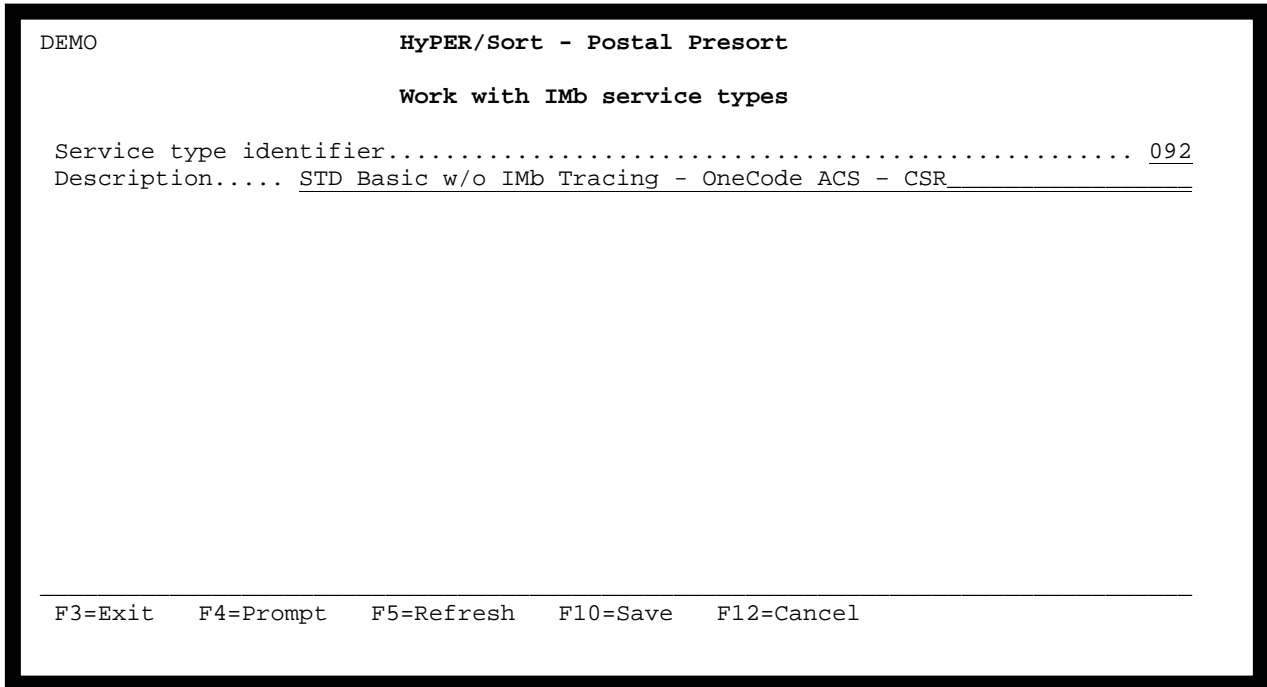 DEMO HyPER/Sort - Postal Presort
Work with IMb service types
Service type identifier.................................................... 092
Description..... STD Basic w/o IMb Tracing - OneCode ACS – CSR_________________
F3=Exit F4=Prompt F5=Refresh F10=Save F12=Cancel